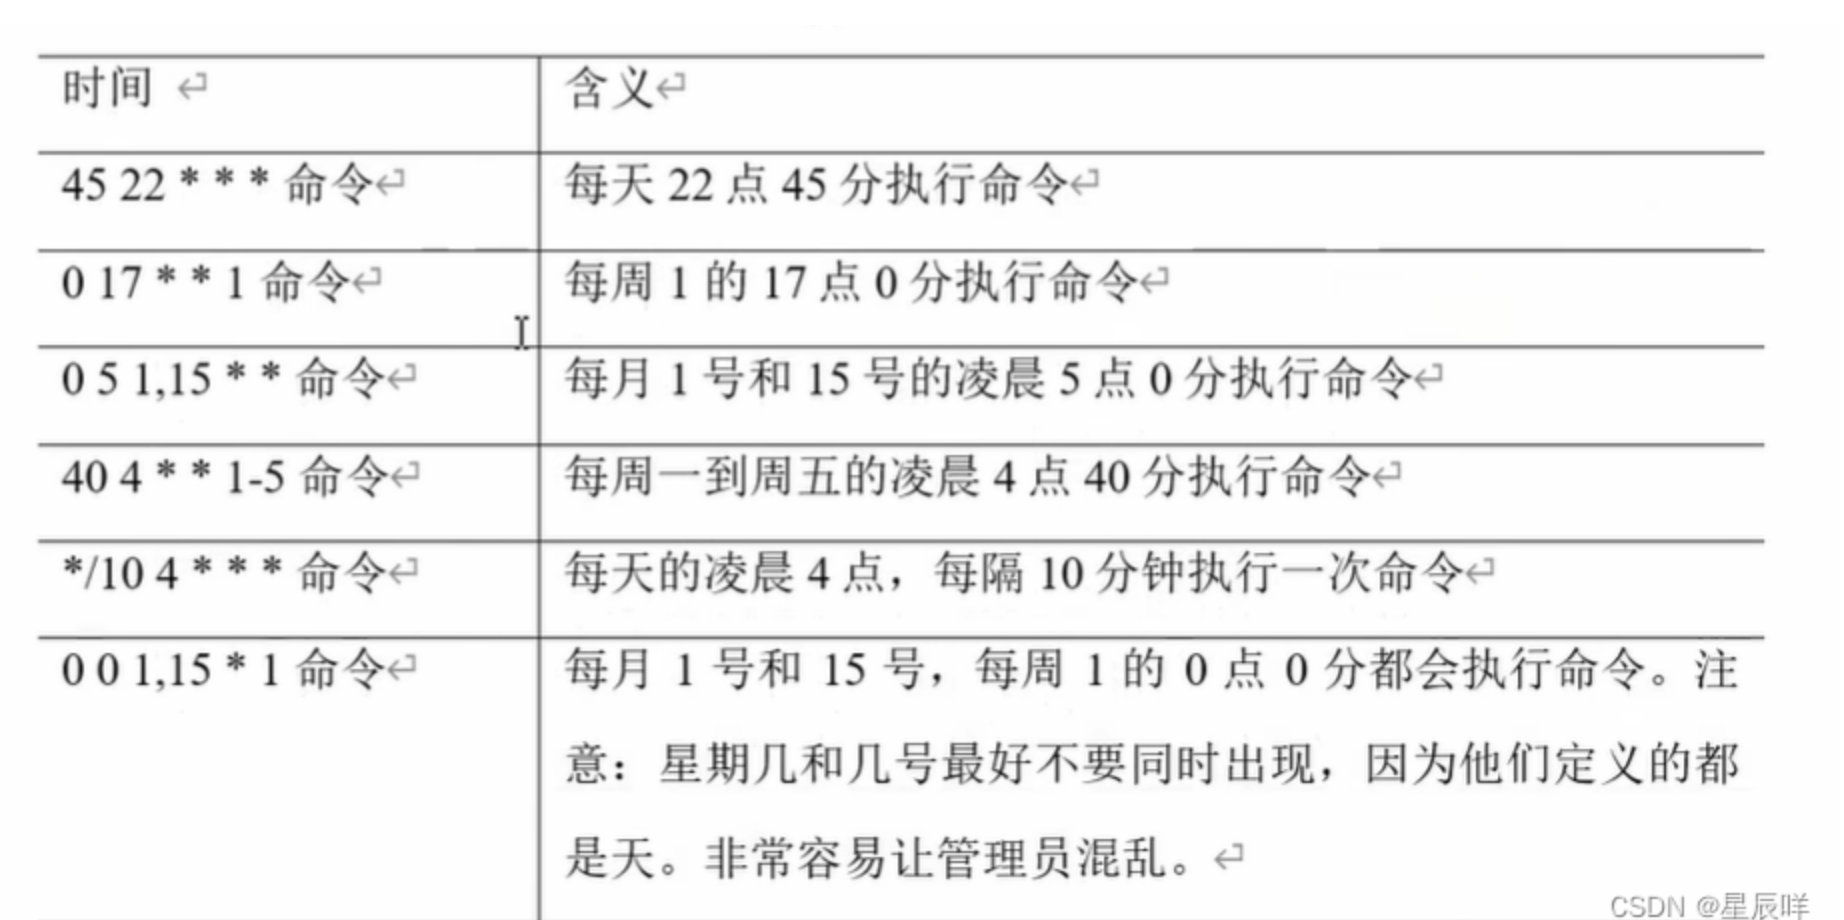 时间 ↵ 含义↵
45 22 * * * 命令↵ 每天 22 点 45 分执行命令↵
0 17 * * 1 命令↵ 每周 1 的 17 点 0 分执行命令↵
0 5 1,15 * * 命令↵ 每月 1 号和 15 号的凌晨 5 点 0 分执行命令↵
40 4 * * 1-5 命令↵ 每周一到周五的凌晨 4 点 40 分执行命令↵
*/10 4 * * * 命令↵ 每天的凌晨 4 点，每隔 10 分钟执行一次命令↵
0 0 1,15 * 1 命令↵ 每月 1 号和 15 号，每周 1 的 0 点 0 分都会执行命令。注
意：星期几和几号最好不要同时出现，因为他们定义的都
是天。非常容易让管理员混乱。↵
CSDN @星辰咩